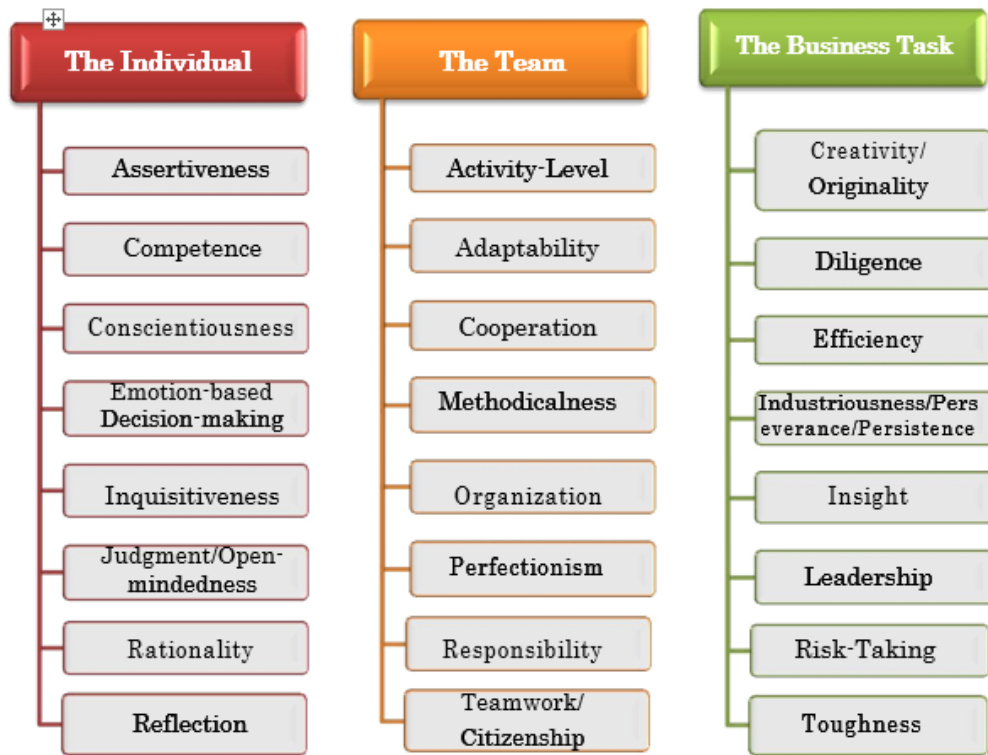 The Individual
Assertiveness
Competence
Conscientiousness
Emotion-based
Decision-making
Inquisitiveness
Judgment/Open-
mindedness
Rationality
Reflection
The Team
Activity-Level
Adaptability
Cooperation
Methodicalness
Organization
Perfectionism
Responsibility
Teamwork/
Citizenship
The Business Task
Creativity/
Originality
Diligence
Efficiency
Industriousness/Pers
everance/Persistence
Insight
Leadership
Risk-Taking
Toughness